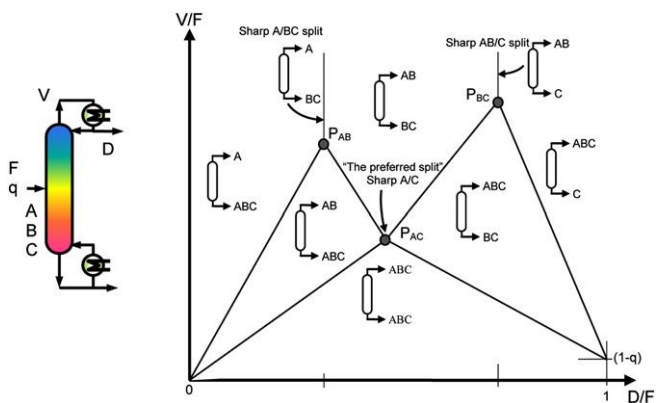 V/F
Sharp A/BC split
A
BC
AB
BC
Sharp AB/C split
AB
C
V
D
F
q
A
B
C
P_AB
P_BC
A
ABC
"The preferred split"
Sharp A/C
ABC
C
AB
ABC
P_AC
ABC
BC
ABC
ABC
(1-q)
0
1
D/F